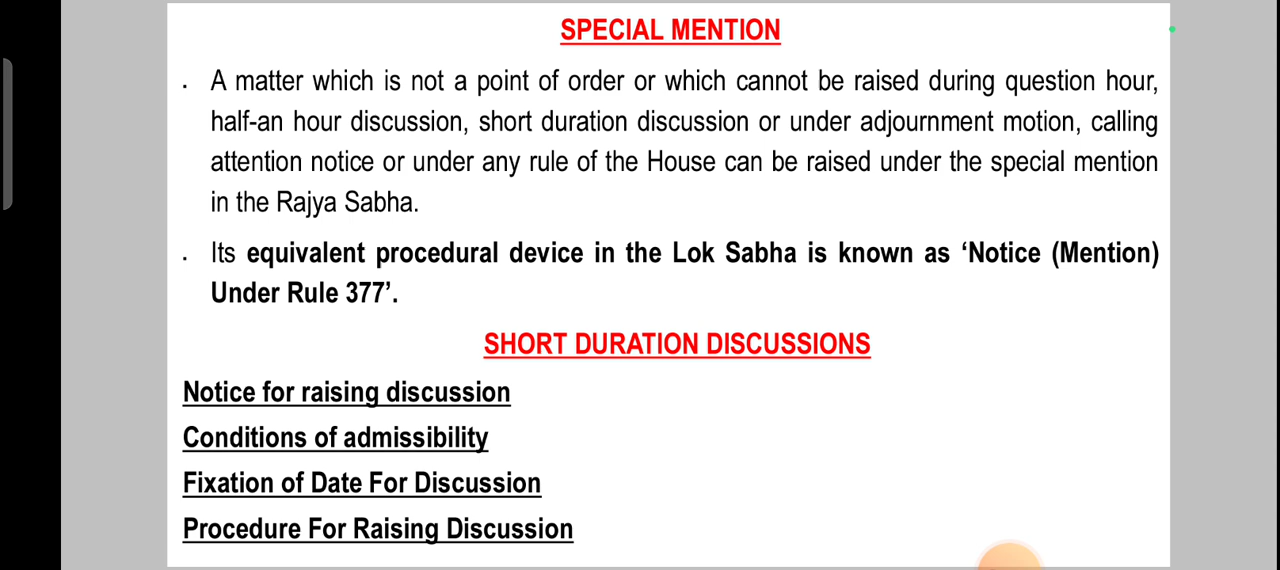 SPECIAL MENTION
. A matter which is not a point of order or which cannot be raised during question hour,
half-an hour discussion, short duration discussion or under adjournment motion, calling
attention notice or under any rule of the House can be raised under the special mention
in the Rajya Sabha.
. Its equivalent procedural device in the Lok Sabha is known as ‘Notice (Mention)
Under Rule 377’.
SHORT DURATION DISCUSSIONS
Notice for raising discussion
Conditions of admissibility
Fixation of Date For Discussion
Procedure For Raising Discussion